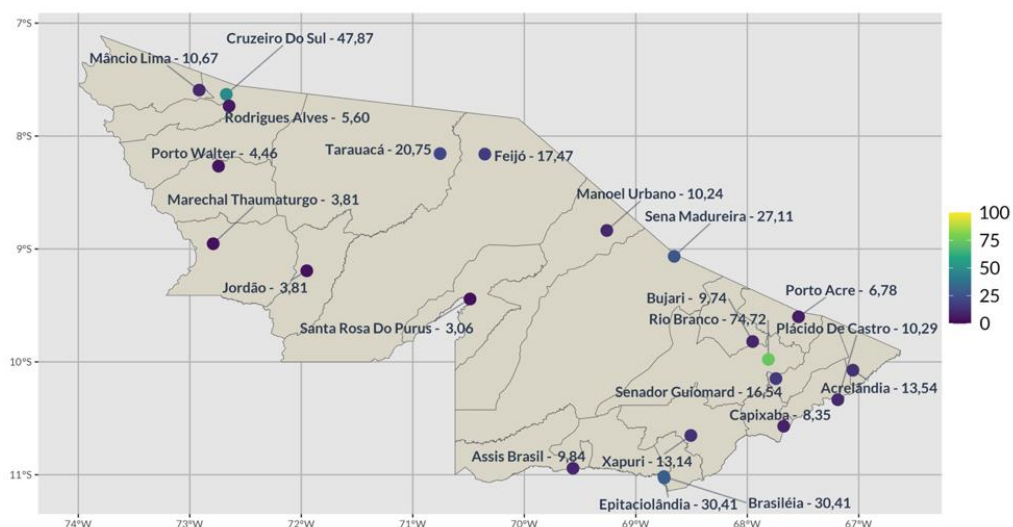 7°S
Cruzeiro Do Sul - 47,87
Mâncio Lima - 10,67
Rodrigues Alves - 5,60
8°S
Porto Walter - 4,46
Tarauacá - 20,75
Feijó - 17,47
Marechal Thaumaturgo - 3,81
Manoel Urbano - 10,24
Sena Madureira - 27,11
100
75
50
25
0
9°S
Jordão - 3,81
Porto Acre - 6,78
Bujari - 9,74
Rio Branco - 74,72
Santa Rosa Do Purus - 3,06
Plácido De Castro - 10,29
10°S
Senador Guiomard - 16,54
Acrelândia - 13,54
Capixaba - 8,35
Assis Brasil - 9,84
Xapuri - 13,14
11°S
Epitaciolândia - 30,41
Brasiléia - 30,41
74°W
73°W
72°W
71°W
70°W
69°W
68°W
67°W